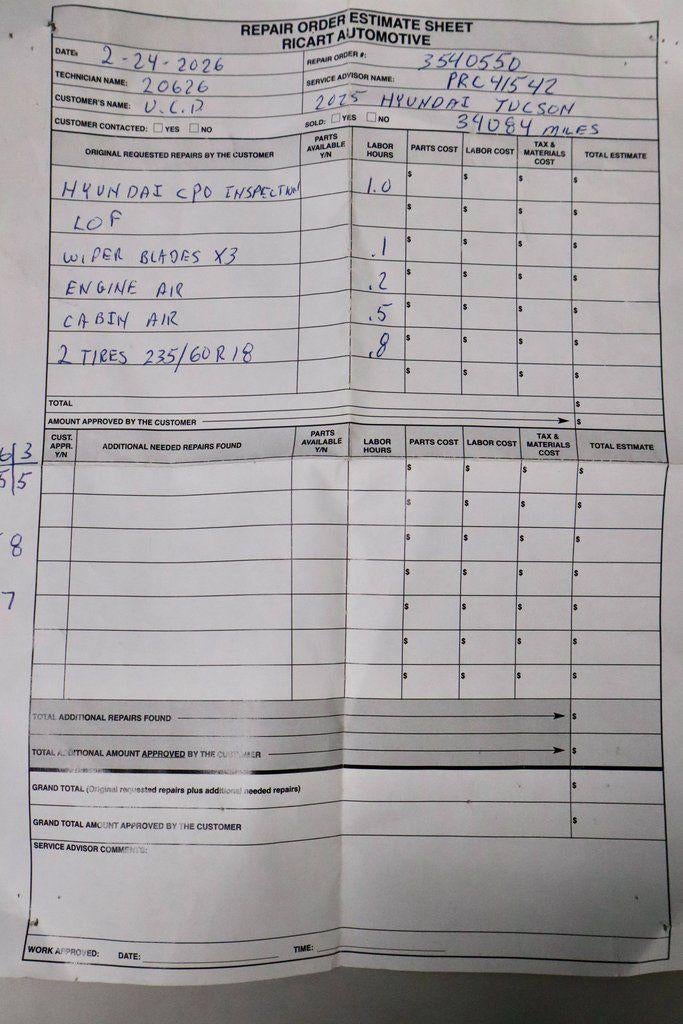 REPAIR ORDER ESTIMATE SHEET
RICART AUTOMOTIVE
DATE: 2-24-2026 REPAIR ORDER #: 3540550
TECHNICIAN NAME: 20626 SERVICE ADVISOR NAME: PRC41542
CUSTOMER'S NAME: U.C.D 2025 HYUNDAI TUCSON
CUSTOMER CONTACTED: YES NO SOLD: YES NO 34084 MILES
ORIGINAL REQUESTED REPAIRS BY THE CUSTOMER PARTS AVAILABLE Y/N LABOR HOURS PARTS COST LABOR COST TAX & MATERIALS COST TOTAL ESTIMATE
HYUNDAI CPO INSPECTION 1.0 $ $ $ $
LOF $ $ $ $
WIPER BLADES X3 .1 $ $ $ $
ENGINE AIR .2 $ $ $ $
CABIN AIR .5 $ $ $ $
2 TIRES 235/60R18 .8 $ $ $ $
$ $ $ $
TOTAL $
AMOUNT APPROVED BY THE CUSTOMER $
CUST. APPR. Y/N ADDITIONAL NEEDED REPAIRS FOUND PARTS AVAILABLE Y/N LABOR HOURS PARTS COST LABOR COST TAX & MATERIALS COST TOTAL ESTIMATE
6 3
5 5
8
7
$ $ $ $
$ $ $ $
$ $ $ $
$ $ $ $
$ $ $ $
$ $ $ $
$ $ $ $
TOTAL ADDITIONAL REPAIRS FOUND $
TOTAL ADDITIONAL AMOUNT APPROVED BY THE CUSTOMER $
GRAND TOTAL (Original requested repairs plus additional needed repairs) $
GRAND TOTAL AMOUNT APPROVED BY THE CUSTOMER $
SERVICE ADVISOR COMMENTS:
WORK APPROVED: DATE: TIME: